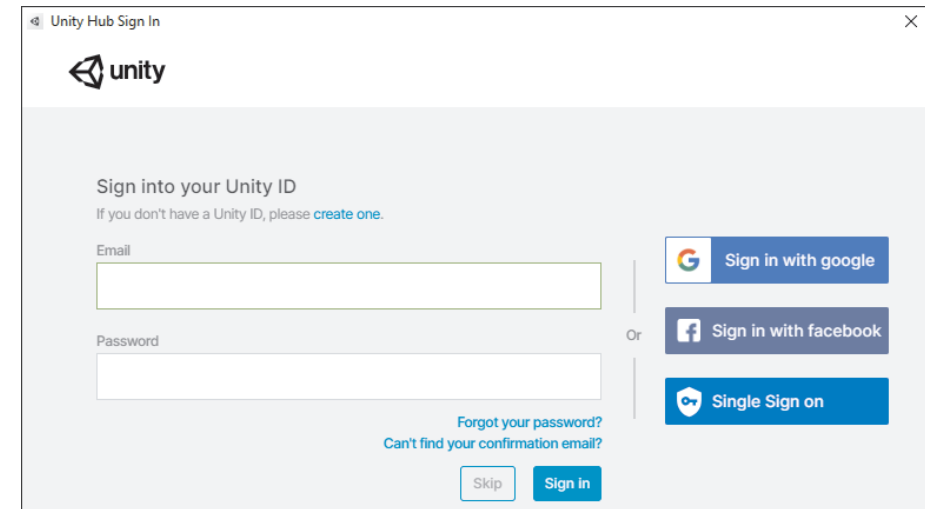 Unity Hub Sign In
unity
Sign into your Unity ID
If you don't have a Unity ID, please create one.
Email
Password
Forgot your password?
Can't find your confirmation email?
Skip
Sign in
Or
Sign in with google
Sign in with facebook
Single Sign on